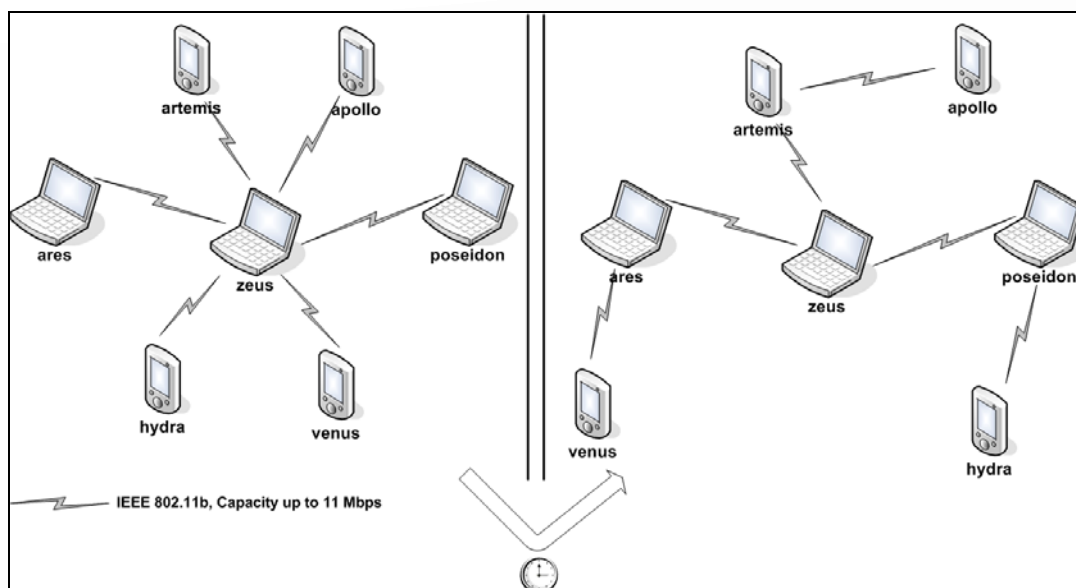 artemis
apollo
ares
zeus
poseidon
hydra
venus
artemis
apollo
ares
zeus
poseidon
venus
hydra
IEEE 802.11b, Capacity up to 11 Mbps